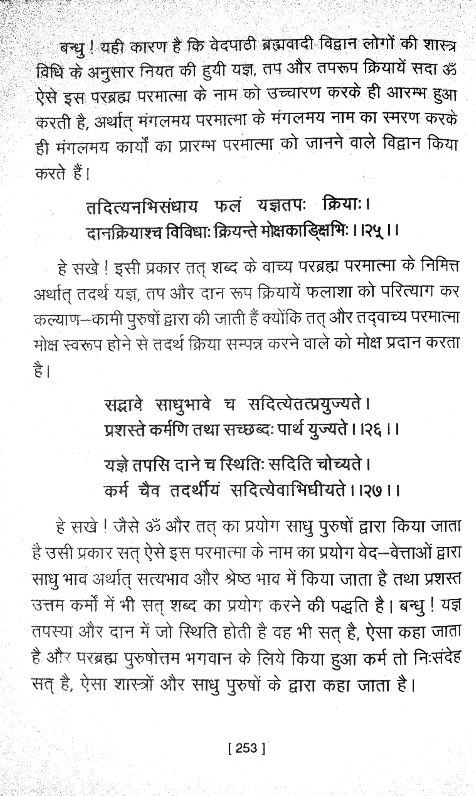 बन्धु ! यही कारण है कि वेदपाठी ब्रह्मवादी विद्वान लोगों की शास्त्र
विधि के अनुसार नियत की हुयी यज्ञ, तप और तपरूप क्रियायें सदा ॐ
ऐसे इस परब्रह्म परमात्मा के नाम को उच्चारण करके ही आरम्भ हुआ
करती है, अर्थात् मंगलमय परमात्मा के मंगलमय नाम का स्मरण करके
ही मंगलमय कार्यों का प्रारम्भ परमात्मा को जानने वाले विद्वान किया
करते हैं।
तदित्यनभिसंधाय फलं यज्ञतपः क्रियाः।
दानक्रियाश्च विविधाः क्रियन्ते मोक्षकाङ्क्षिभिः।।२५।।
हे सखे ! इसी प्रकार तत् शब्द के वाच्य परब्रह्म परमात्मा के निमित्त
अर्थात् तदर्थ यज्ञ, तप और दान रूप क्रियायें फलाशा को परित्याग कर
कल्याण–कामी पुरुषों द्वारा की जाती हैं क्योंकि तत् और तद्वाच्य परमात्मा
मोक्ष स्वरूप होने से तदर्थ क्रिया सम्पन्न करने वाले को मोक्ष प्रदान करता
है।
सद्भावे साधुभावे च सदित्येतत्प्रयुज्यते।
प्रशस्ते कर्मणि तथा सच्छब्दः पार्थ युज्यते।।२६।।
यज्ञे तपसि दाने च स्थितिः सदिति चोच्यते।
कर्म चैव तदर्थीयं सदित्येवाभिधीयते।।२७।।
हे सखे ! जैसे ॐ और तत् का प्रयोग साधु पुरुषों द्वारा किया जाता
है उसी प्रकार सत् ऐसे इस परमात्मा के नाम का प्रयोग वेद–वेत्ताओं द्वारा
साधु भाव अर्थात् सत्यभाव और श्रेष्ठ भाव में किया जाता है तथा प्रशस्त
उत्तम कर्मों में भी सत् शब्द का प्रयोग करने की पद्धति है। बन्धु ! यज्ञ
तपस्या और दान में जो स्थिति होती है वह भी सत् है, ऐसा कहा जाता
है और परब्रह्म पुरुषोत्तम भगवान के लिये किया हुआ कर्म तो निःसंदेह
सत् है, ऐसा शास्त्रों और साधु पुरुषों के द्वारा कहा जाता है।
[ 253 ]